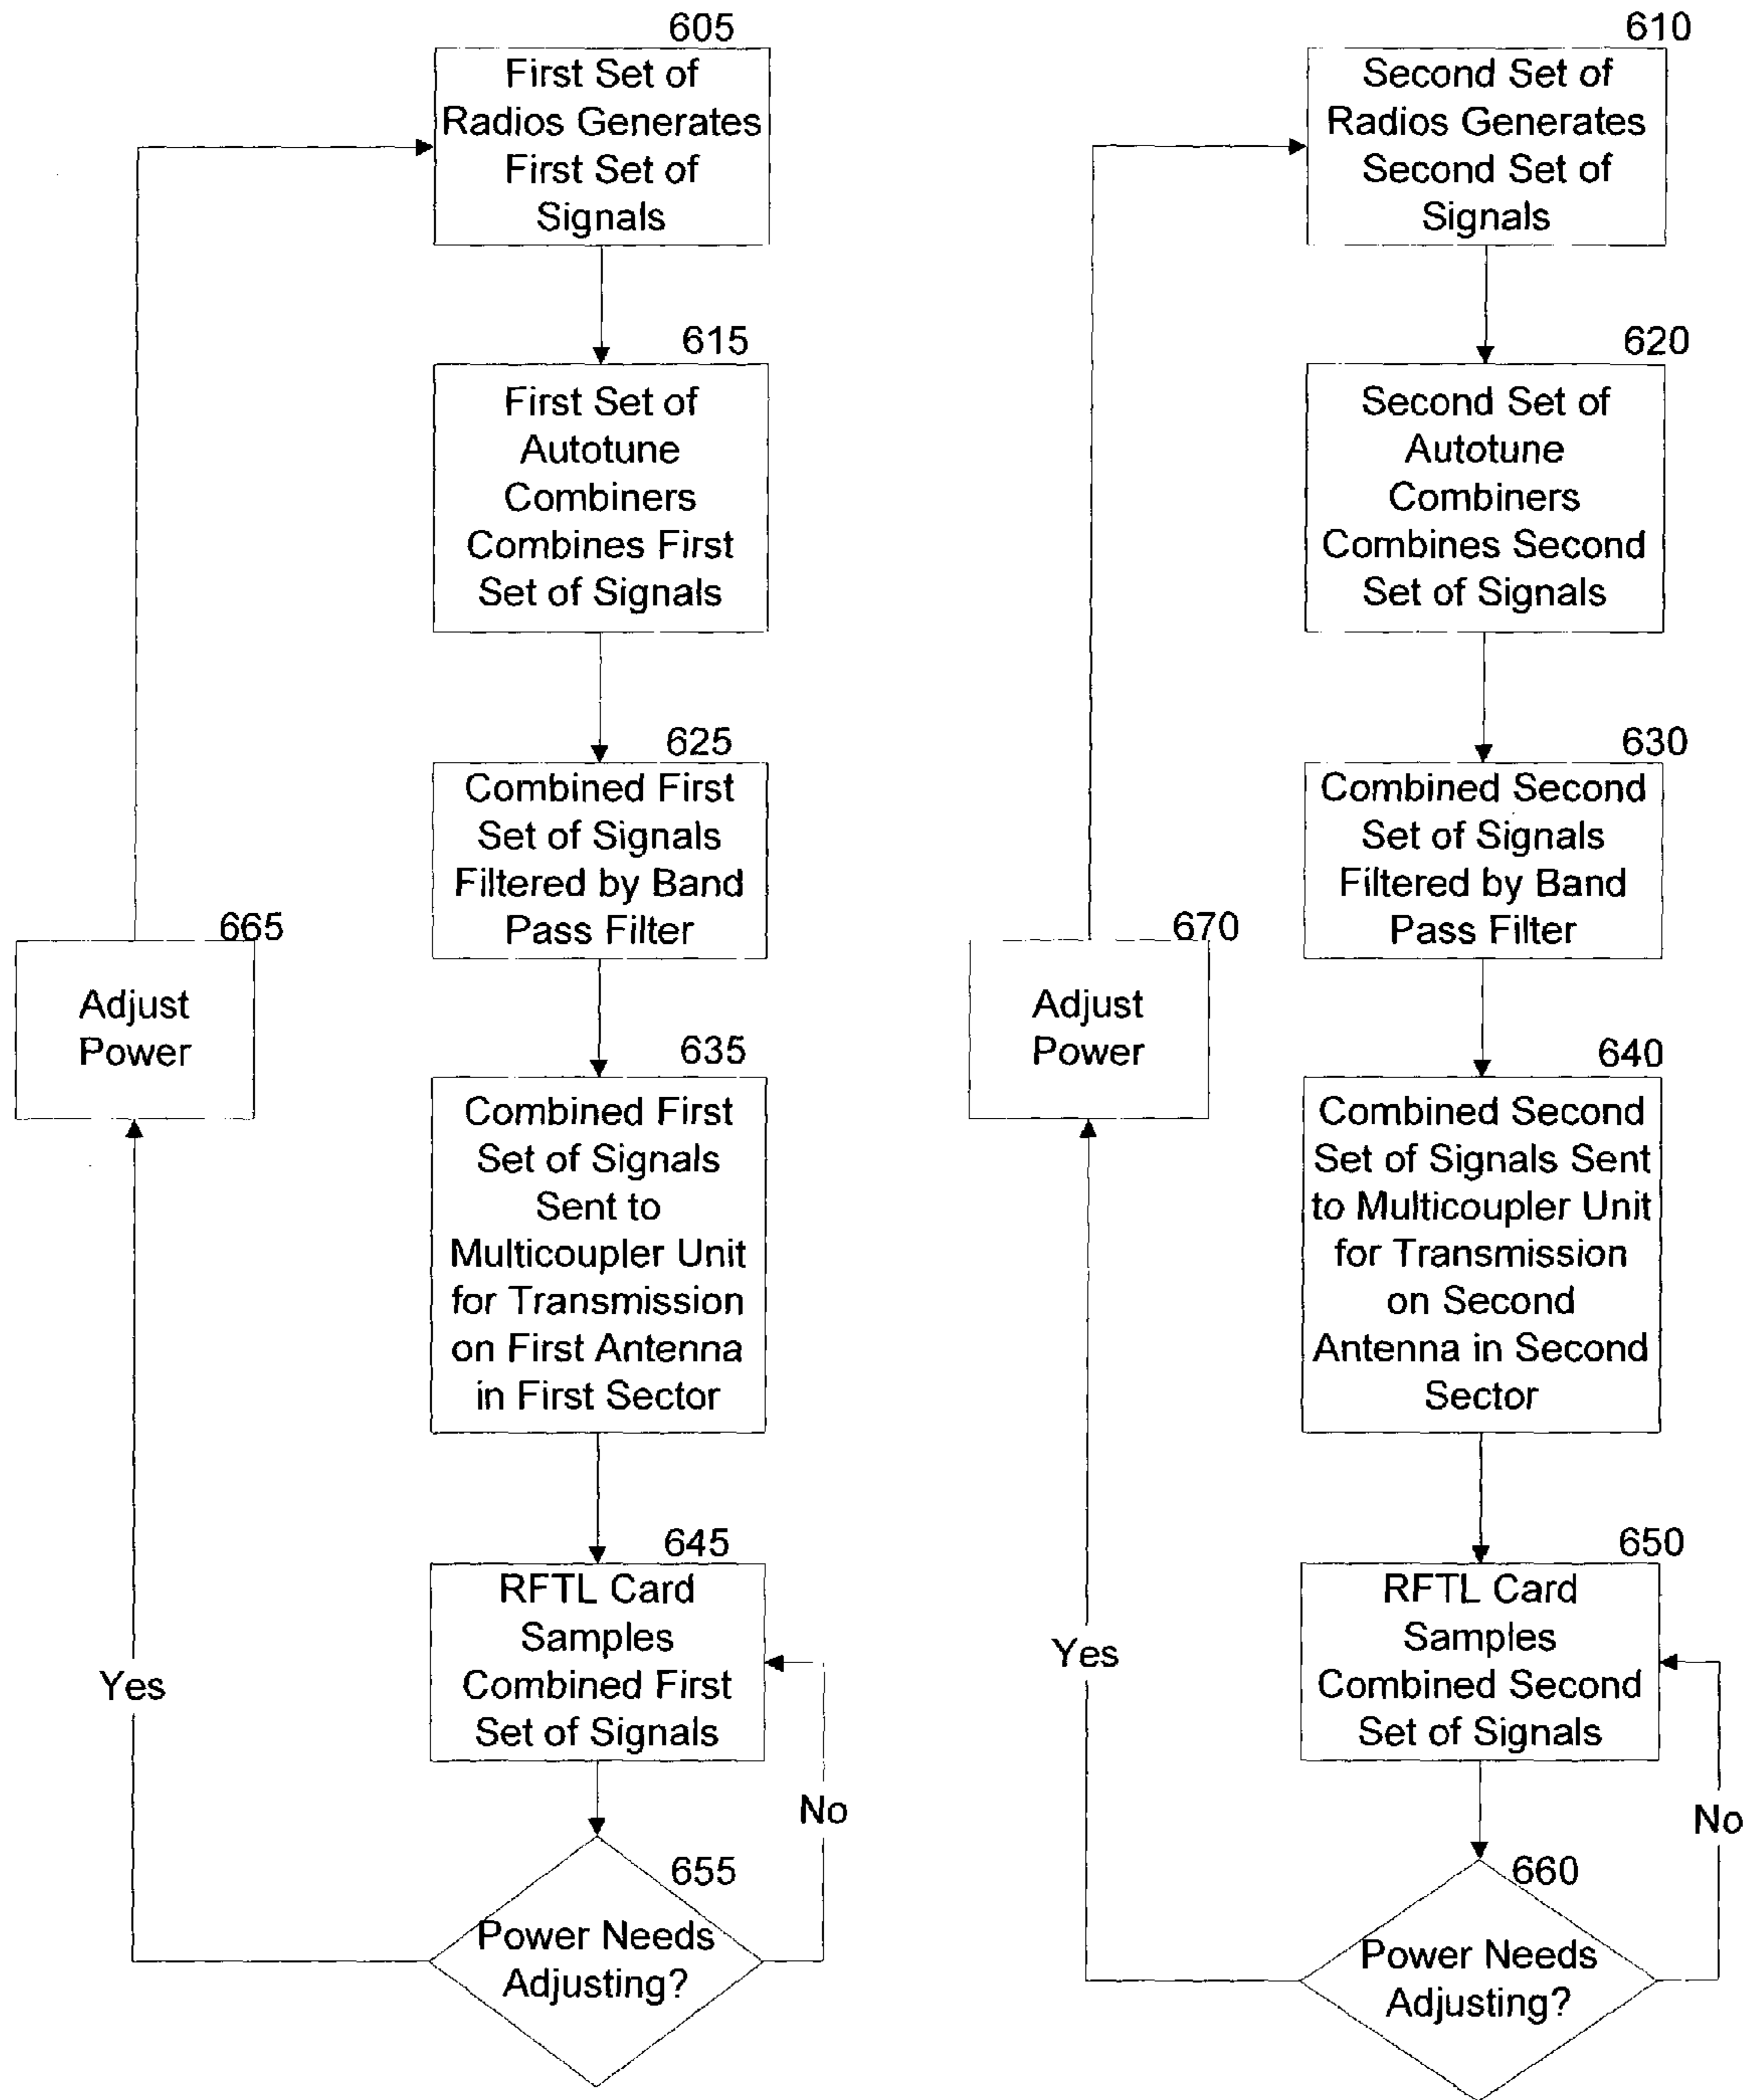 605
First Set of
Radios Generates
First Set of
Signals
615
First Set of
Autotune
Combiners
Combines First
Set of Signals
625
Combined First
Set of Signals
Filtered by Band
Pass Filter
665
Adjust
Power
635
Combined First
Set of Signals
Sent to
Multicoupler Unit
for Transmission
on First Antenna
in First Sector
645
RFTL Card
Samples
Combined First
Set of Signals
Yes
No
655
Power Needs
Adjusting?
610
Second Set of
Radios Generates
Second Set of
Signals
620
Second Set of
Autotune
Combiners
Combines Second
Set of Signals
630
Combined Second
Set of Signals
Filtered by Band
Pass Filter
670
Adjust
Power
640
Combined Second
Set of Signals Sent
to Multicoupler Unit
for Transmission
on Second
Antenna in Second
Sector
650
RFTL Card
Samples
Combined Second
Set of Signals
Yes
No
660
Power Needs
Adjusting?